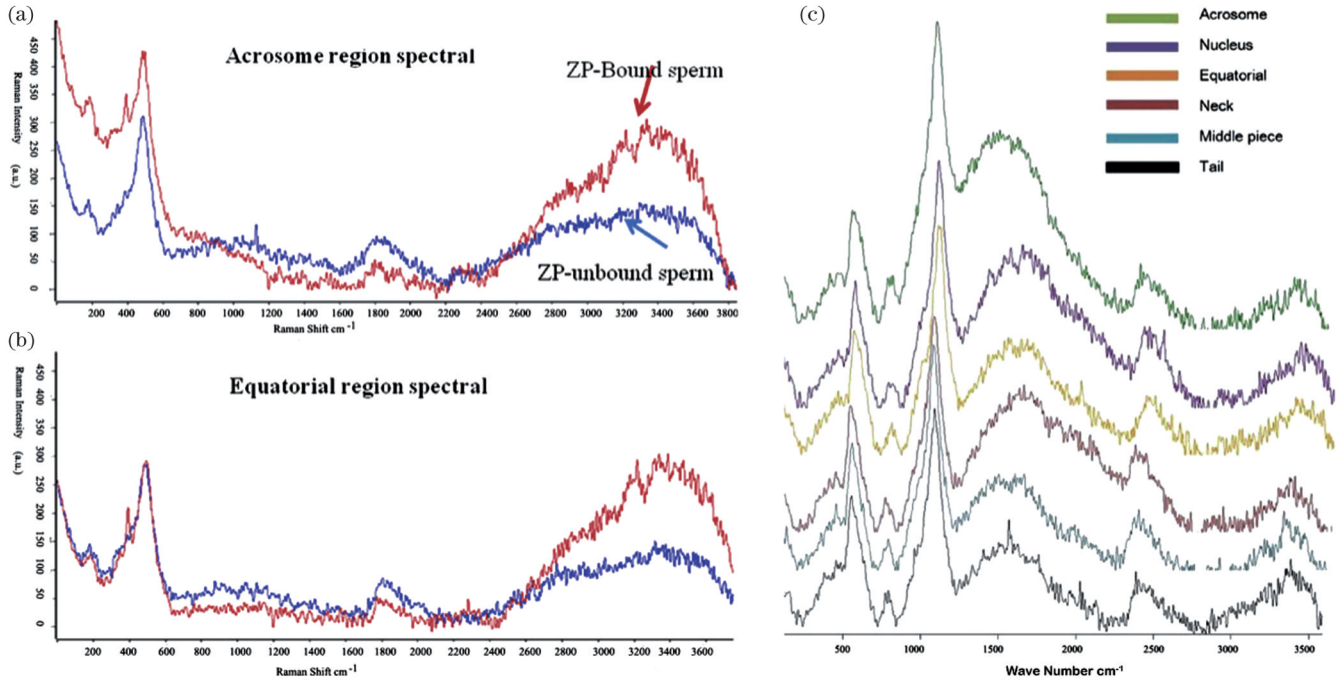 (a)
Acrosome region spectral
ZP-Bound sperm
ZP-unbound sperm
Raman Intensity (a.u.)
450
400
350
300
250
200
150
100
50
0
200 400 600 800 1000 1200 1400 1600 1800 2000 2200 2400 2600 2800 3000 3200 3400 3600 3800
Raman Shift cm-1
(b)
Equatorial region spectral
Raman Intensity (a.u.)
450
400
350
300
250
200
150
100
50
0
200 400 600 800 1000 1200 1400 1600 1800 2000 2200 2400 2600 2800 3000 3200 3400 3600
Raman Shift cm-1
(c)
Acrosome
Nucleus
Equatorial
Neck
Middle piece
Tail
500 1000 1500 2000 2500 3000 3500
Wave Number cm-1